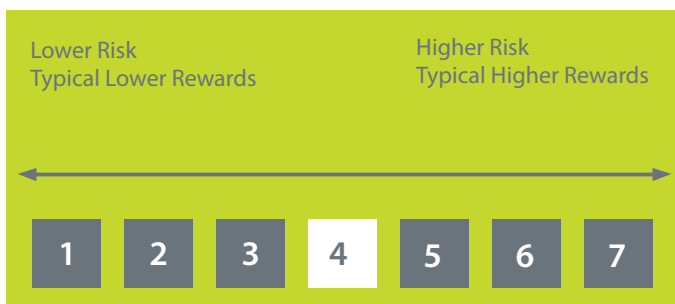 Lower Risk
Typical Lower Rewards
Higher Risk
Typical Higher Rewards
1 2 3 4 5 6 7